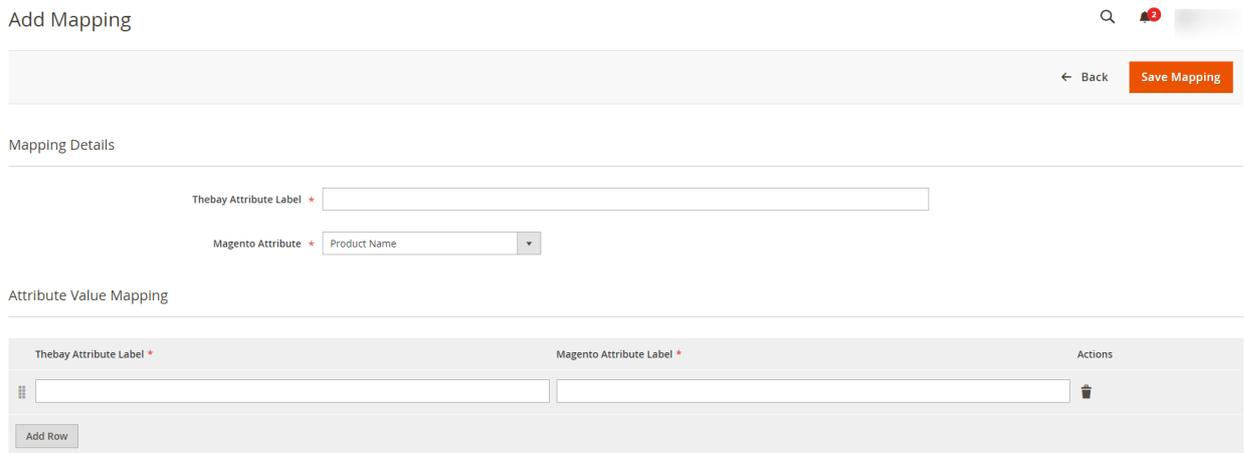 Add Mapping
2
Back
Save Mapping
Mapping Details
Thebay Attribute Label *
Magento Attribute * Product Name
Attribute Value Mapping
Thebay Attribute Label * Magento Attribute Label * Actions
Add Row